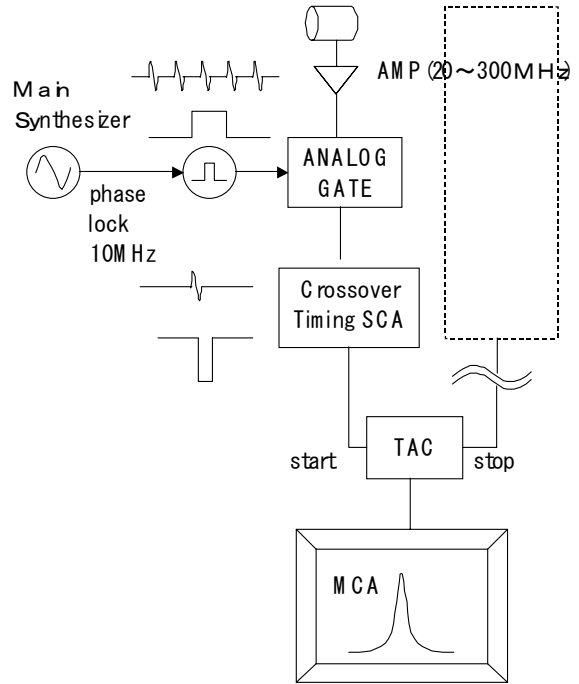 AMP (20～300MHz)
Main
Synthesizer
ANALOG
GATE
phase
lock
10MHz
Crossover
Timing SCA
start
TAC
stop
MCA